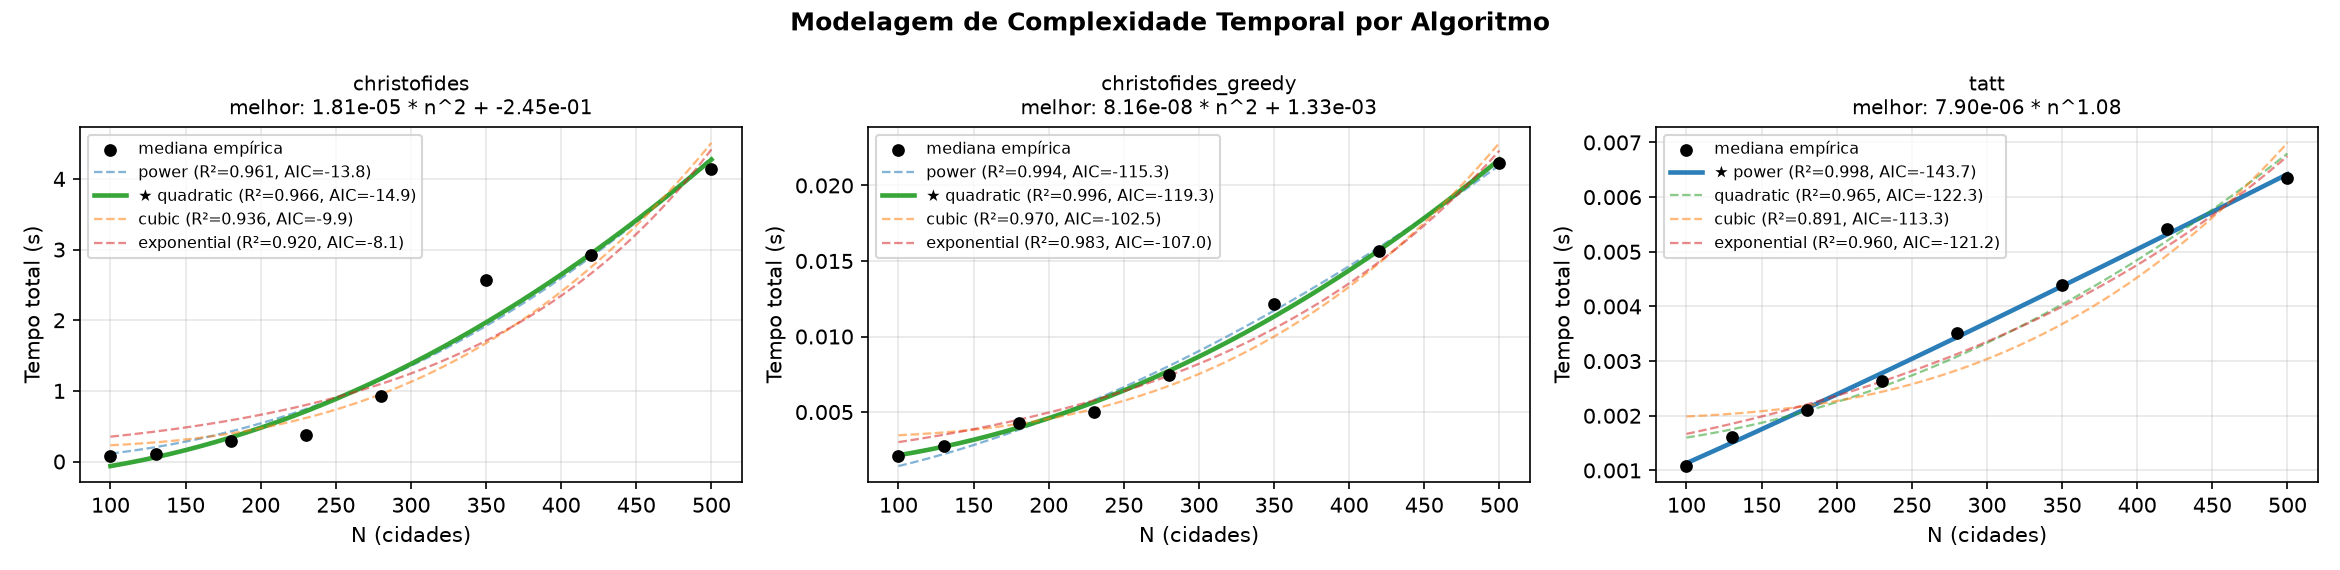 Modelagem de Complexidade Temporal por Algoritmo
christofides
melhor: 1.81e-05 * n^2 + -2.45e-01
mediana empírica
power (R²=0.961, AIC=-13.8)
★ quadratic (R²=0.966, AIC=-14.9)
cubic (R²=0.936, AIC=-9.9)
exponential (R²=0.920, AIC=-8.1)
Tempo total (s)
4
3
2
1
0
100 150 200 250 300 350 400 450 500
N (cidades)
christofides_greedy
melhor: 8.16e-08 * n^2 + 1.33e-03
mediana empírica
power (R²=0.994, AIC=-115.3)
★ quadratic (R²=0.996, AIC=-119.3)
cubic (R²=0.970, AIC=-102.5)
exponential (R²=0.983, AIC=-107.0)
Tempo total (s)
0.020
0.015
0.010
0.005
100 150 200 250 300 350 400 450 500
N (cidades)
tatt
melhor: 7.90e-06 * n^1.08
mediana empírica
★ power (R²=0.998, AIC=-143.7)
quadratic (R²=0.965, AIC=-122.3)
cubic (R²=0.891, AIC=-113.3)
exponential (R²=0.960, AIC=-121.2)
Tempo total (s)
0.007
0.006
0.005
0.004
0.003
0.002
0.001
100 150 200 250 300 350 400 450 500
N (cidades)